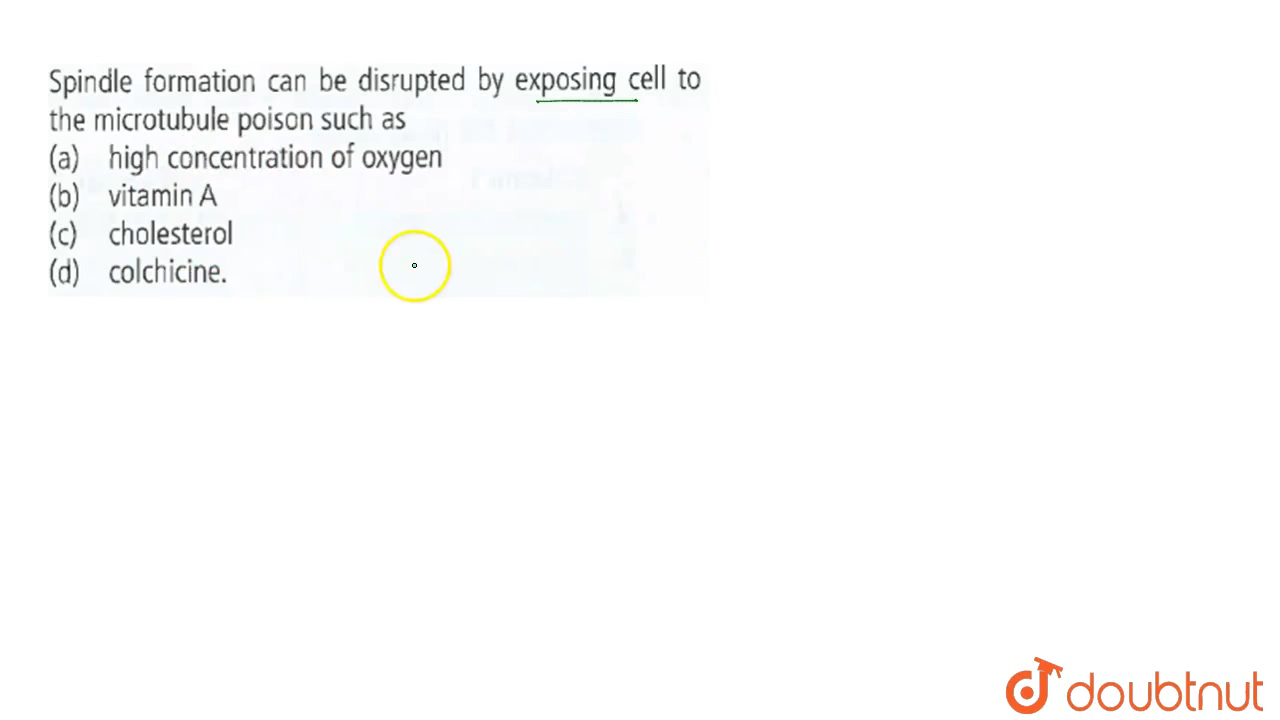 Spindle formation can be disrupted by exposing cell to
the microtubule poison such as
(a) high concentration of oxygen
(b) vitamin A
(c) cholesterol
(d) colchicine.
doubtnut